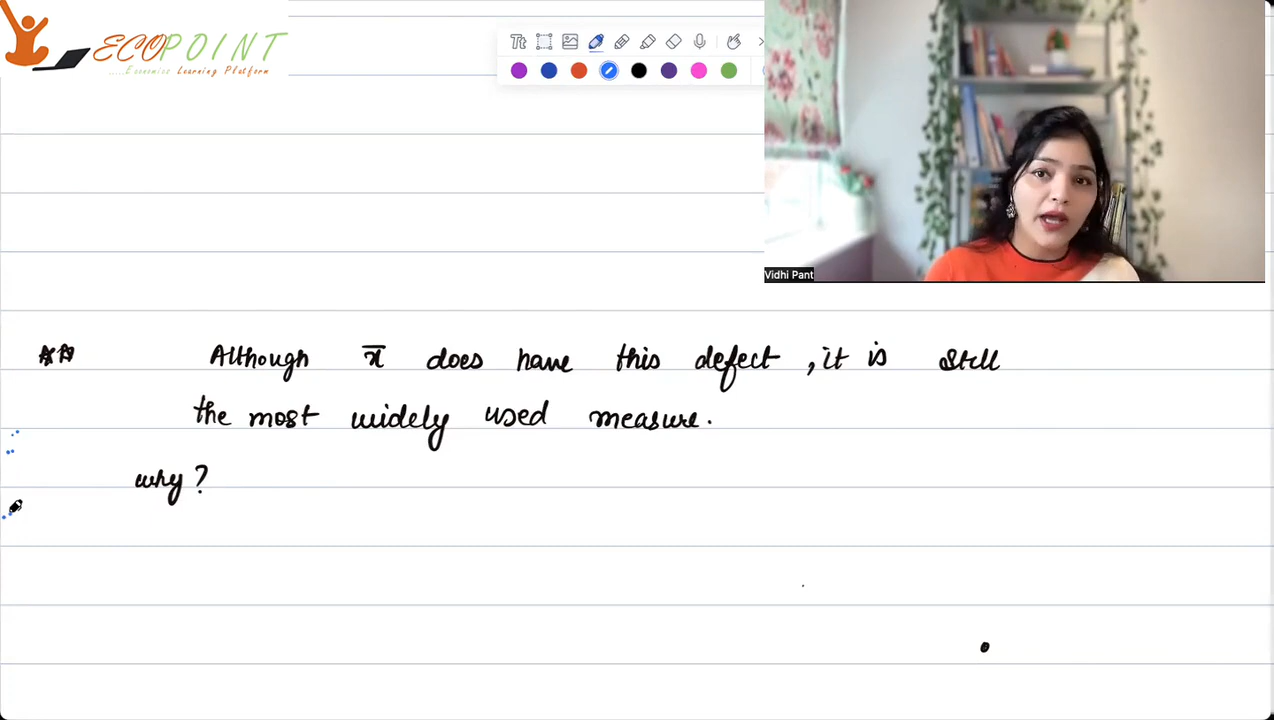 ECOPOINT
.....Economics Learning Platform
Tt
Vidhi Pant
Although x̄ does have this defect, it is still
the most widely used measure.
why?